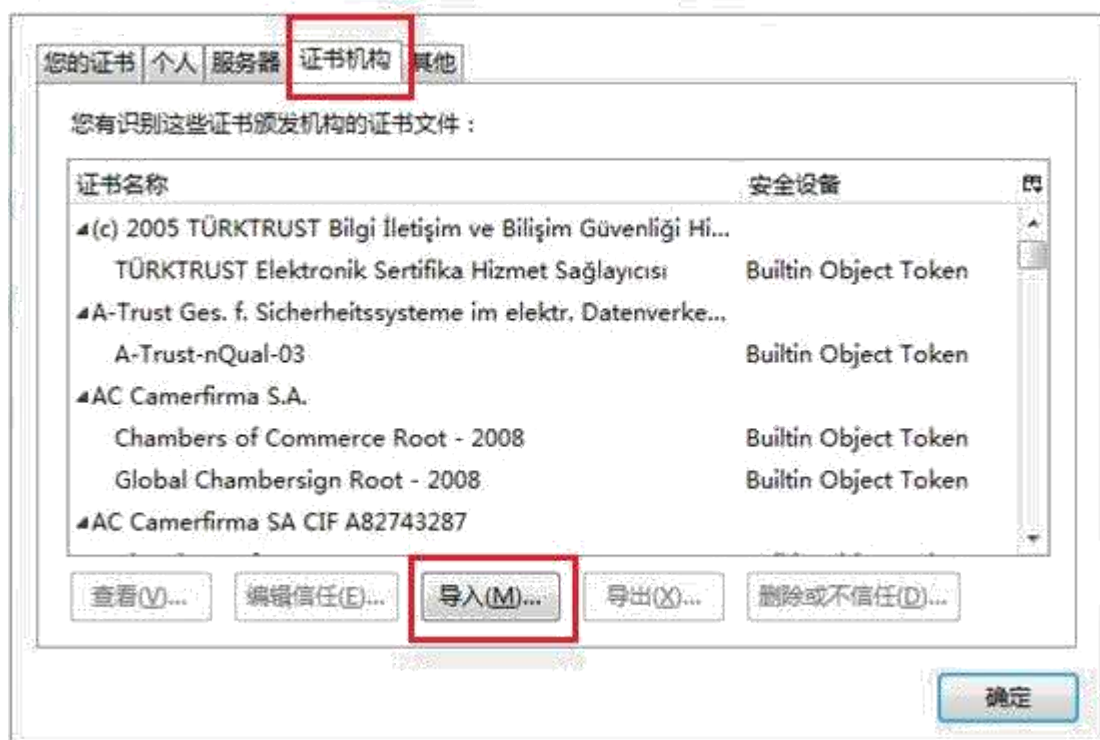 您的证书 个人 服务器 证书机构 其他
您有识别这些证书颁发机构的证书文件：
证书名称 安全设备
(c) 2005 TÜRKTRUST Bilgi İletişim ve Bilişim Güvenliği Hi...
TÜRKTRUST Elektronik Sertifika Hizmet Sağlayıcısı Builtin Object Token
A-Trust Ges. f. Sicherheitssysteme im elektr. Datenverke...
A-Trust-nQual-03 Builtin Object Token
AC Camerfirma S.A.
Chambers of Commerce Root - 2008 Builtin Object Token
Global Chambersign Root - 2008 Builtin Object Token
AC Camerfirma SA CIF A82743287
查看(V)... 编辑信任(E)... 导入(M)... 导出(X)... 删除或不信任(D)...
确定